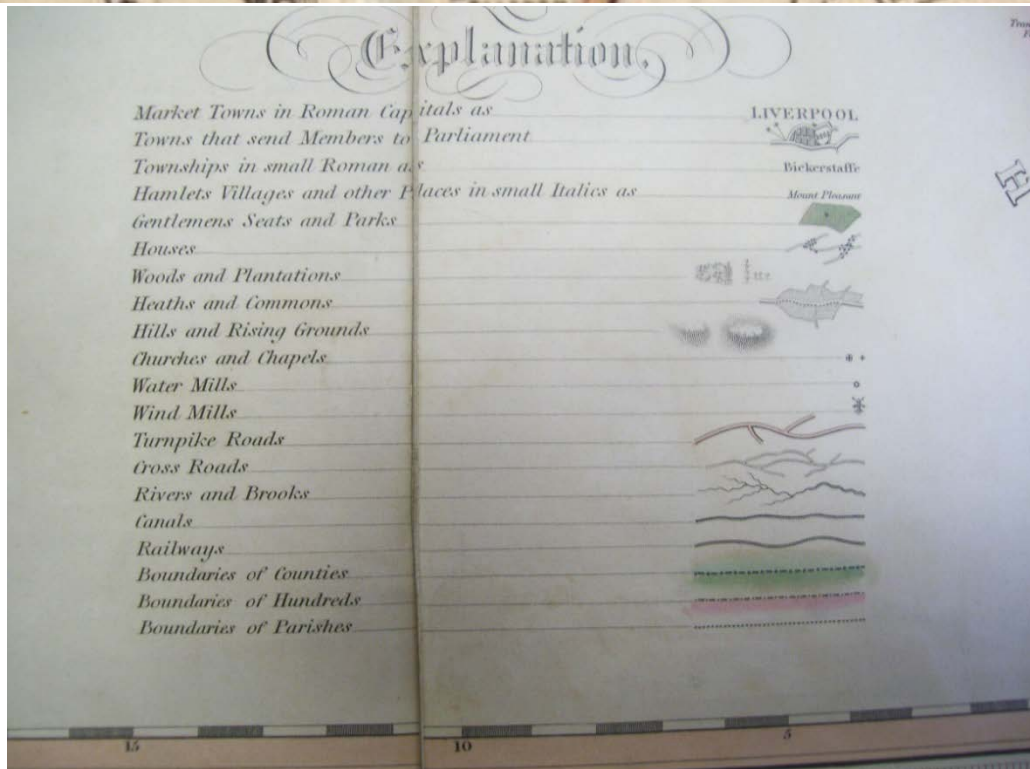 Explanation.
Market Towns in Roman Capitals as LIVERPOOL
Towns that send Members to Parliament
Townships in small Roman as Bickerstaffe
Hamlets Villages and other Places in small Italics as Mount Pleasant
Gentlemens Seats and Parks
Houses
Woods and Plantations
Heaths and Commons
Hills and Rising Grounds
Churches and Chapels
Water Mills
Wind Mills
Turnpike Roads
Cross Roads
Rivers and Brooks
Canals
Railways
Boundaries of Counties
Boundaries of Hundreds
Boundaries of Parishes
H
15 10 5